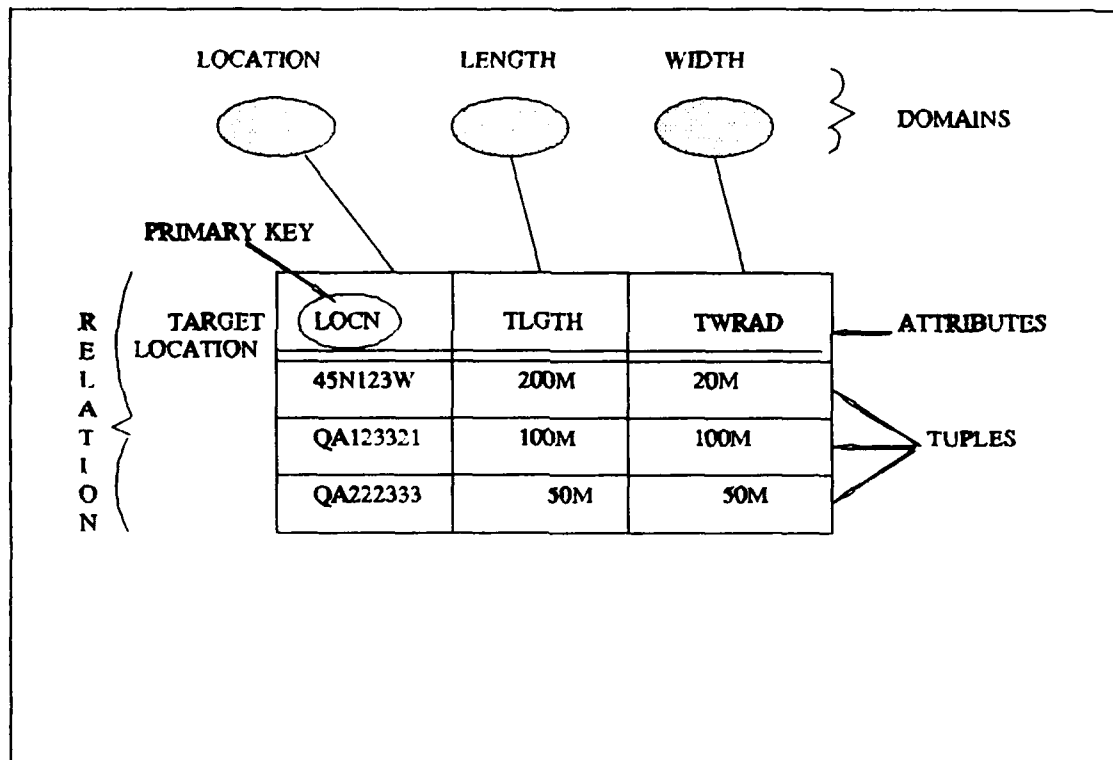 LOCATION LENGTH WIDTH
DOMAINS
PRIMARY KEY
RELATION
TARGET LOCATION
LOCN TLGTH TWRAD
ATTRIBUTES
45N123W 200M 20M
QA123321 100M 100M
TUPLES
QA222333 50M 50M